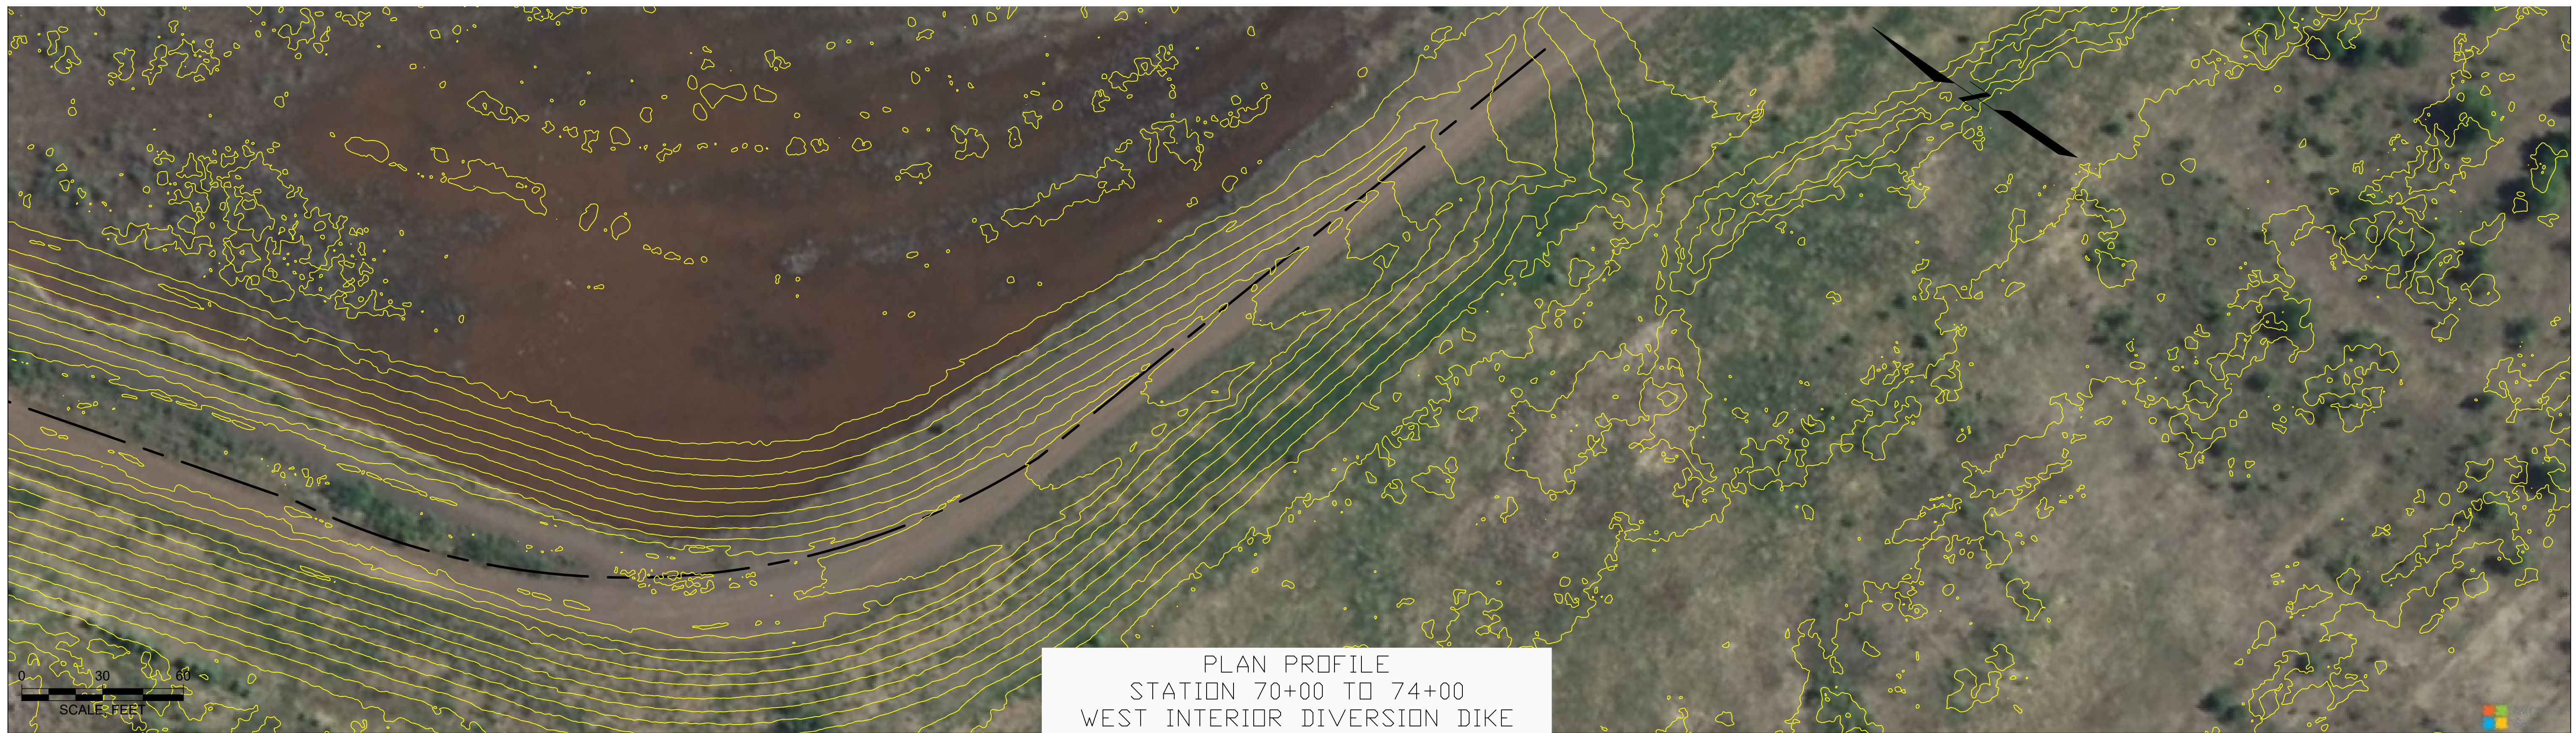 0 30 60
SCALE, FEET
PLAN PROFILE
STATION 70+00 TO 74+00
WEST INTERIOR DIVERSION DIKE